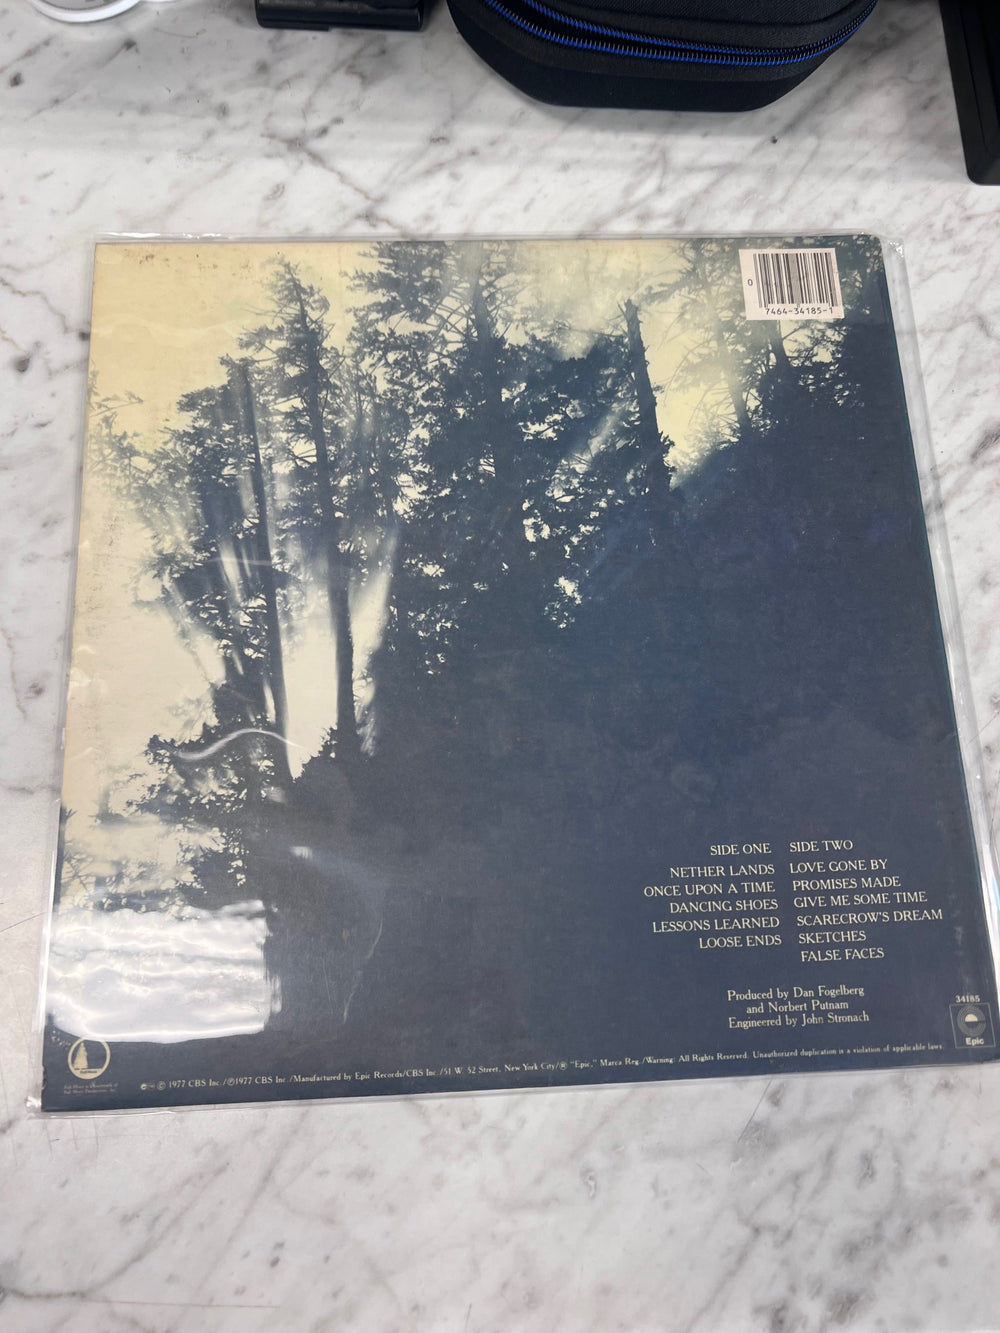 0
7464-34185-1
SIDE ONE
NETHER LANDS
ONCE UPON A TIME
DANCING SHOES
LESSONS LEARNED
LOOSE ENDS
SIDE TWO
LOVE GONE BY
PROMISES MADE
GIVE ME SOME TIME
SCARECROW'S DREAM
SKETCHES
FALSE FACES
Produced by Dan Fogelberg
and Norbert Putnam
Engineered by John Stronach
34185
Epic
© 1977 CBS Inc./℗1977 CBS Inc./Manufactured by Epic Records/CBS Inc./51 W. 52 Street, New York City/® "Epic," Marca Reg./Warning: All Rights Reserved. Unauthorized duplication is a violation of applicable laws.